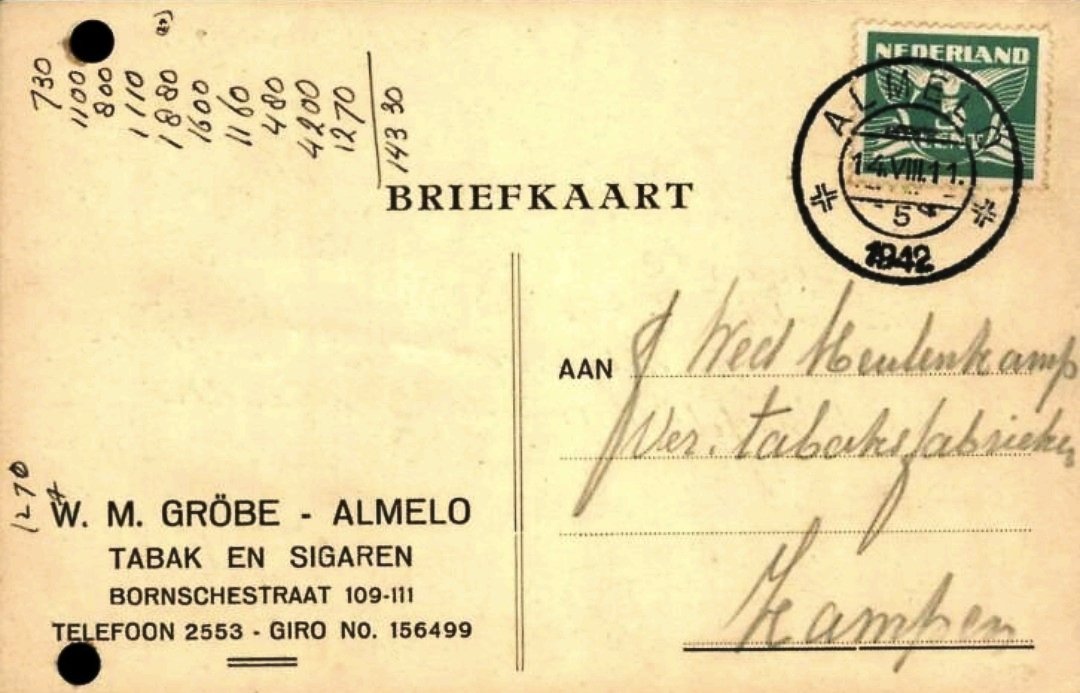 730
1100
800
1110
1880
1600
1160
480
4200
1270
14330
NEDERLAND
ALMELO
14.VIII.11.
5
1942
BRIEFKAART
AAN
Wed Meulenkamp
Ver. Tabaksfabrieken
Kampen
1270
W. M. GRÖBE - ALMELO
TABAK EN SIGAREN
BORNSCHESTRAAT 109-111
TELEFOON 2553 - GIRO NO. 156499